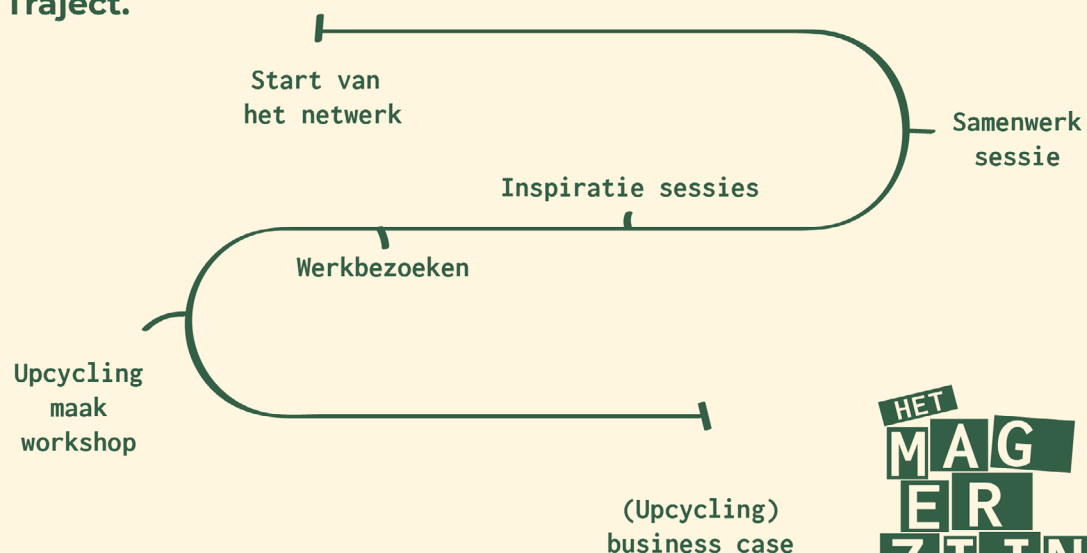 Traject.
Start van
het netwerk
Samenwerk
sessie
Inspiratie sessies
Werkbezoeken
Upcycling
maak
workshop
(Upcycling)
business case
HET
MAG
ER
ZIJN